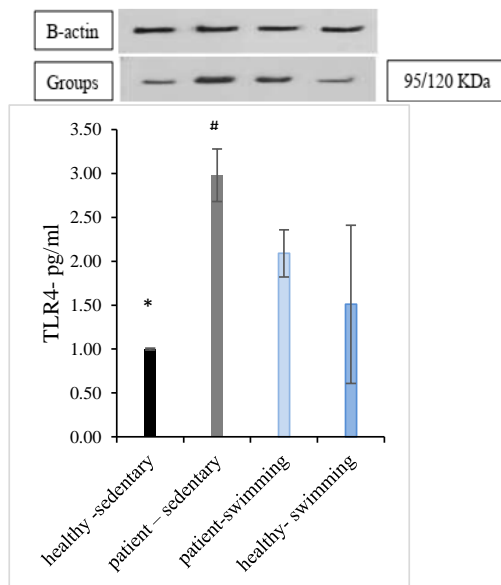 B-actin
Groups
95/120 KDa
#
*
TLR4- pg/ml
3.50
3.00
2.50
2.00
1.50
1.00
0.50
0.00
healthy -sedentary
patient – sedentary
patient-swimming
healthy- swimming